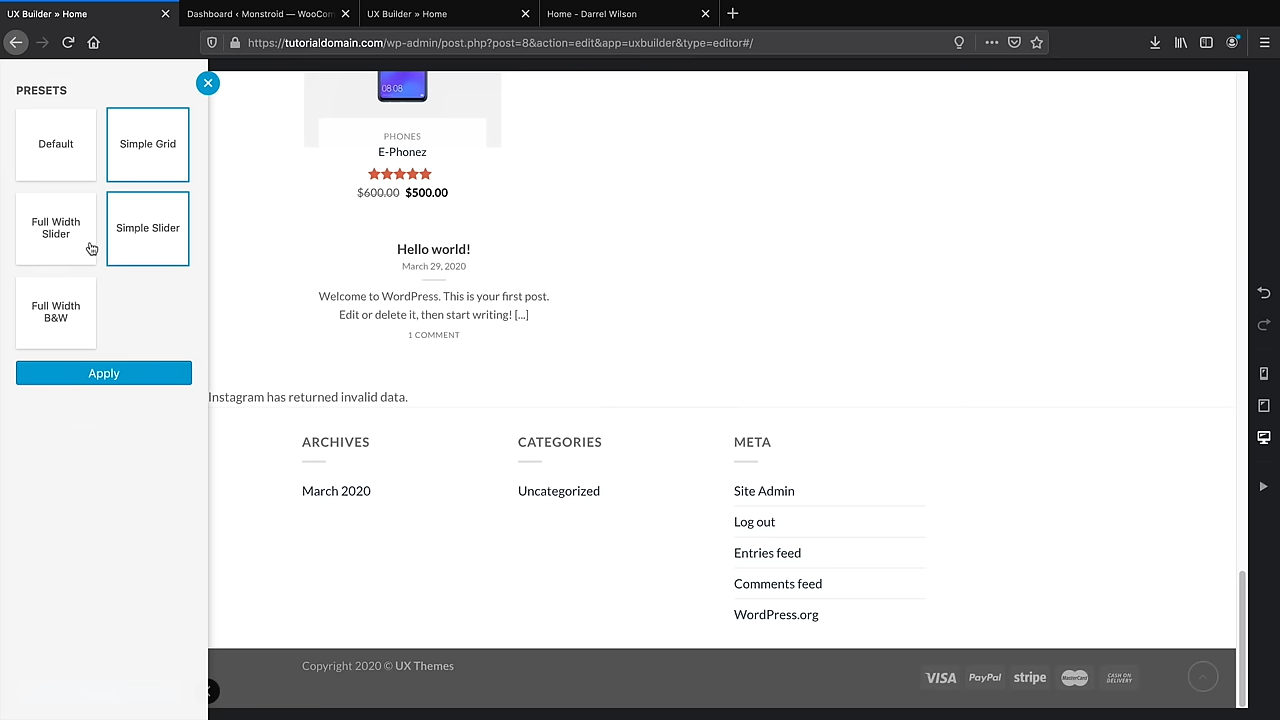 UX Builder » Home
Dashboard ‹ Monstroid — WooCom
UX Builder » Home
Home - Darrel Wilson
https://tutorialdomain.com/wp-admin/post.php?post=8&action=edit&app=uxbuilder&type=editor#/
PRESETS
Default
Simple Grid
Full Width
Slider
Simple Slider
Full Width
B&W
Apply
08 08
PHONES
E-Phonez
$600.00 $500.00
Hello world!
March 29, 2020
Welcome to WordPress. This is your first post.
Edit or delete it, then start writing! [...]
1 COMMENT
Instagram has returned invalid data.
ARCHIVES
March 2020
CATEGORIES
Uncategorized
META
Site Admin
Log out
Entries feed
Comments feed
WordPress.org
Copyright 2020 © UX Themes
VISA
PayPal
stripe
MasterCard
CASH ON
DELIVERY